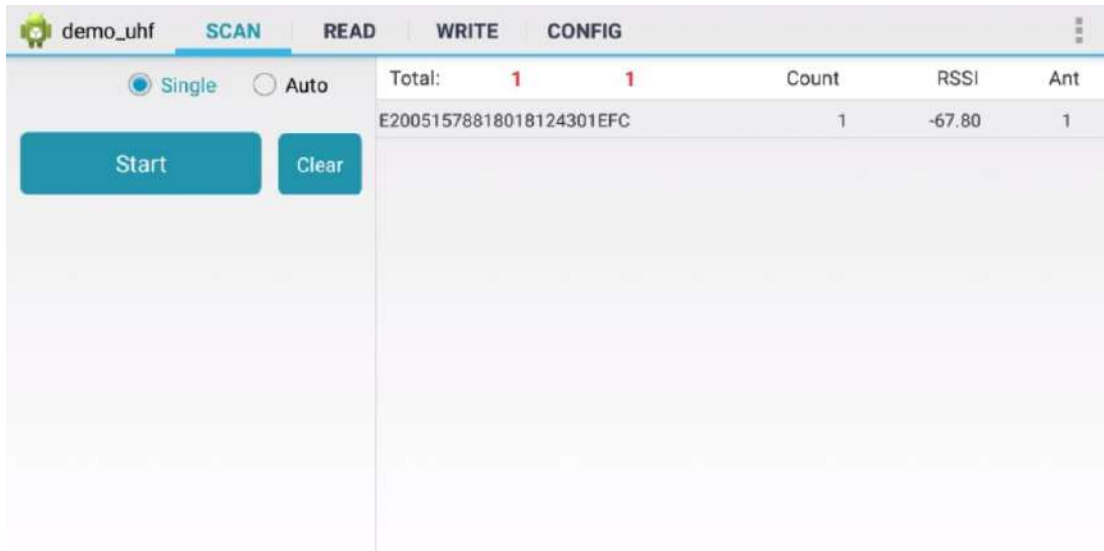 demo_uhf SCAN READ WRITE CONFIG
Single Auto
Start Clear
Total: 1 1 Count RSSI Ant
E20051578818018124301EFC 1 -67.80 1